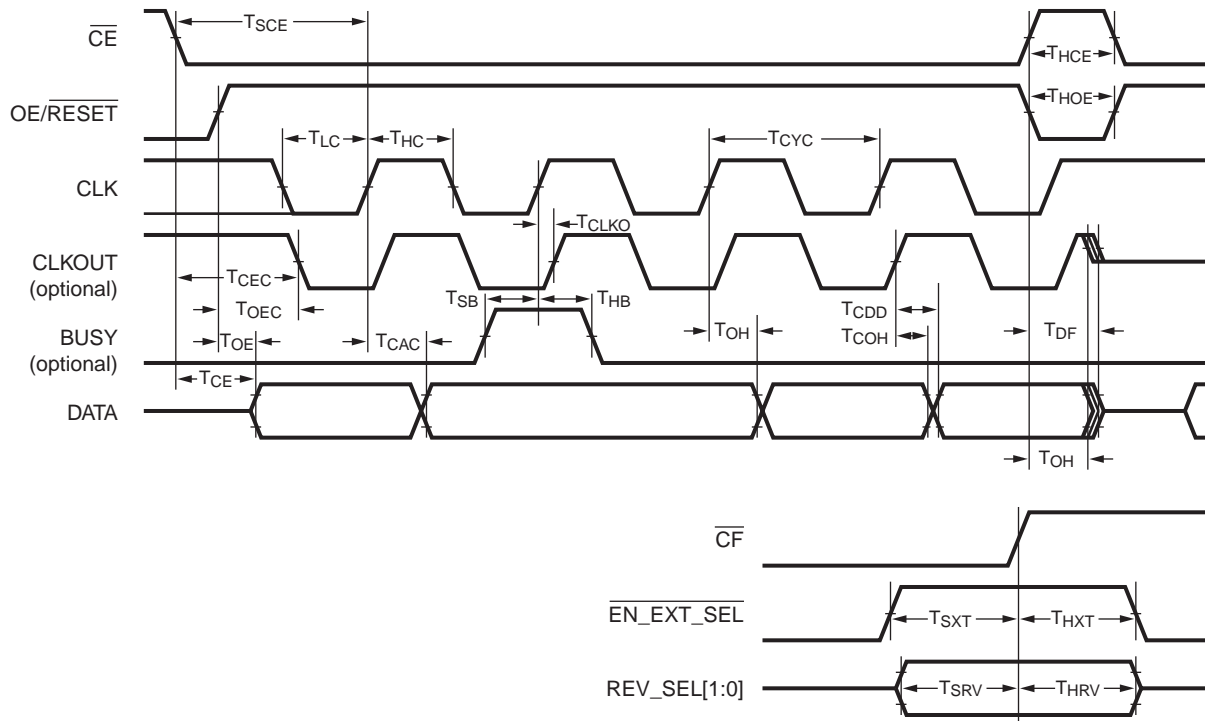 CE
TSCE
THCE
OE/RESET
THOE
TLC
THC
TCYC
CLK
TCLKO
CLKOUT
(optional)
TCEC
TSB
THB
TOEC
TCDD
BUSY
(optional)
TOE
TCAC
TOH
TCOH
TDF
TCE
DATA
TOH
CF
EN_EXT_SEL
TSXT
THXT
REV_SEL[1:0]
TSRV
THRV